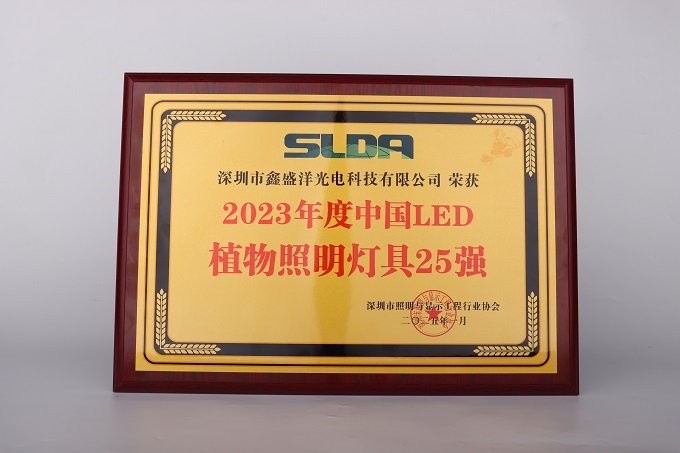 SLDA
深圳市鑫盛洋光电科技有限公司 荣获
2023年度中国LED
植物照明灯具25强
深圳市照明与显示工程行业协会